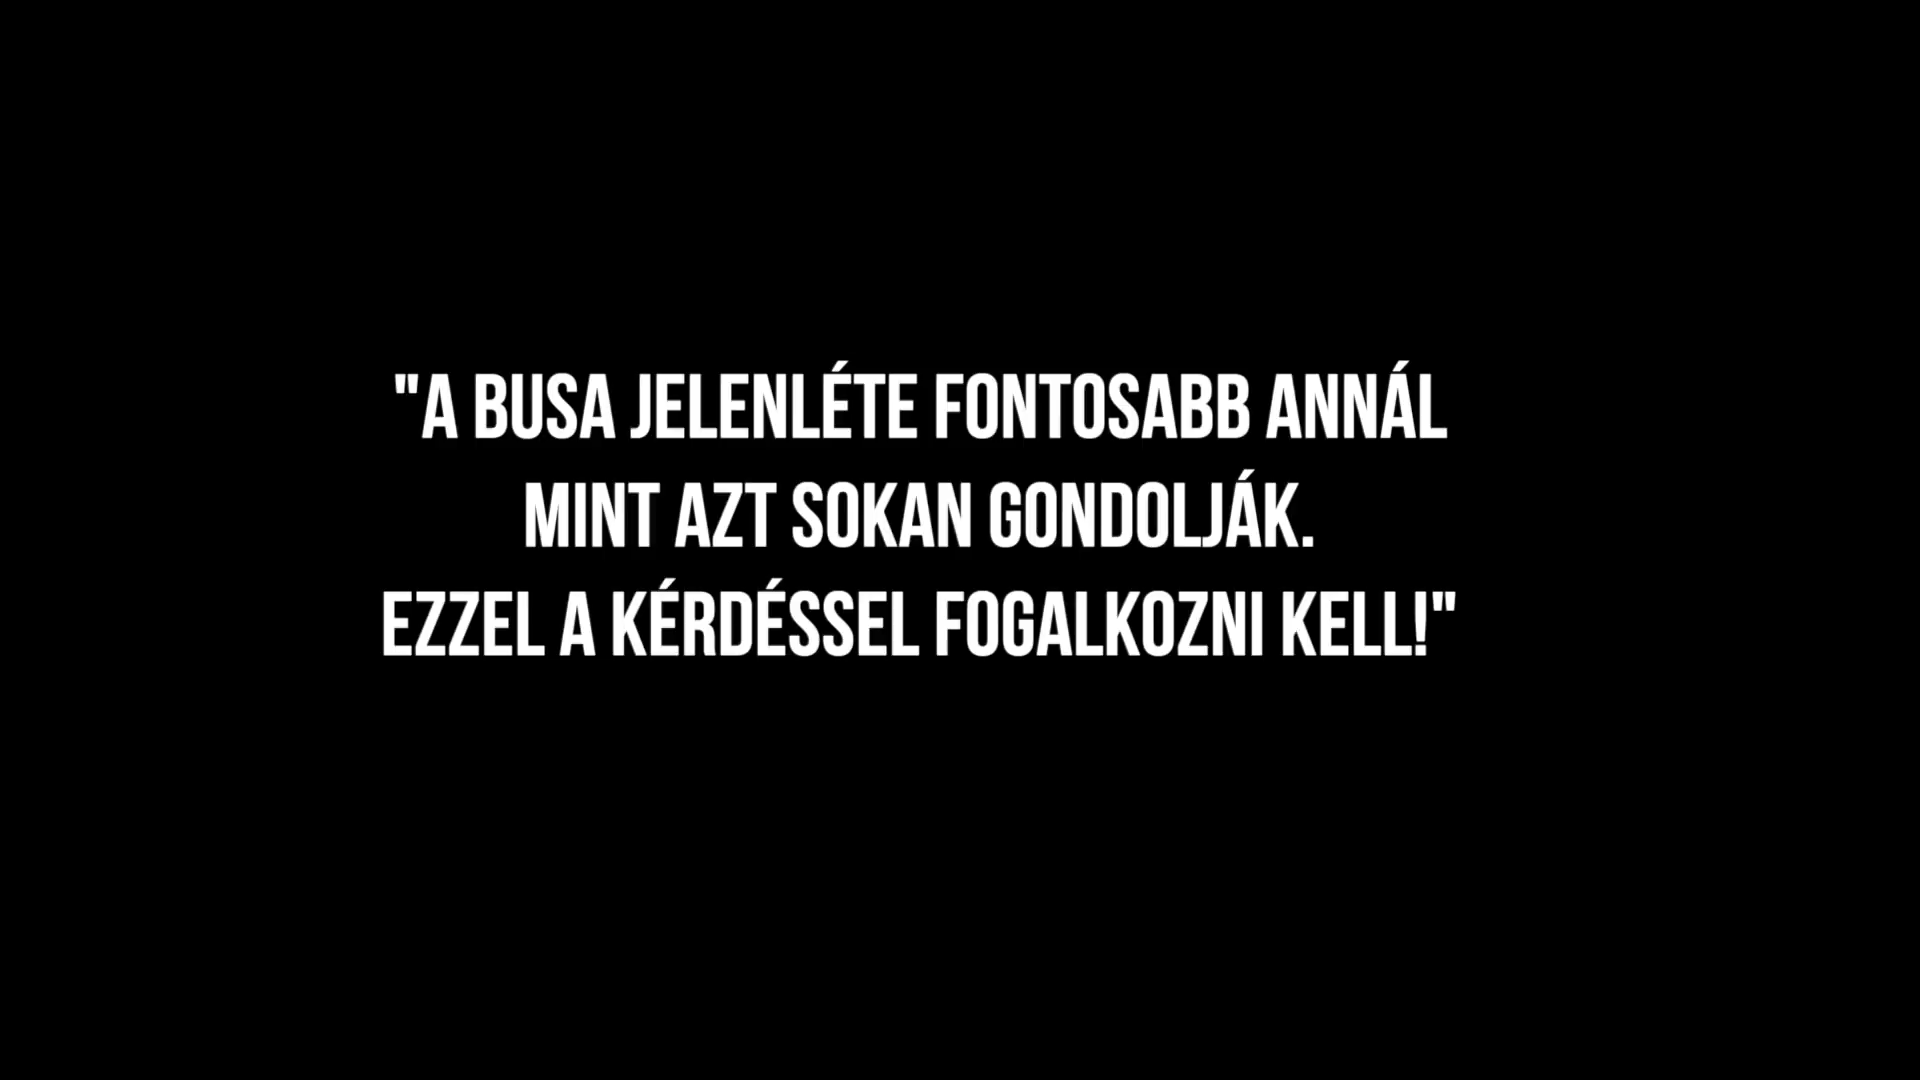 "A BUSA JELENLÉTE FONTOSABB ANNÁL
MINT AZT SOKAN GONDOLJÁK.
EZZEL A KÉRDÉSSEL FOGALKOZNI KELL!"